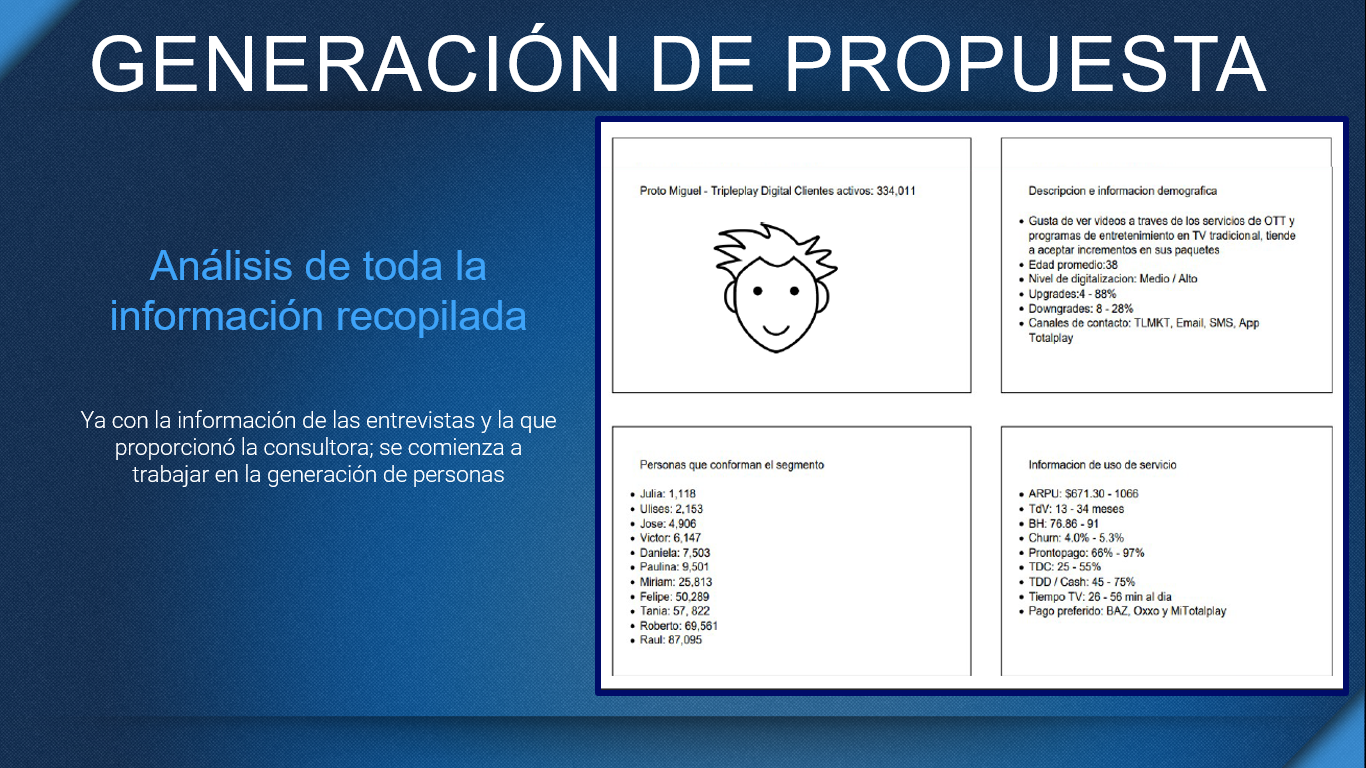 GENERACIÓN DE PROPUESTA
Análisis de toda la
información recopilada
Ya con la información de las entrevistas y la que
proporcionó la consultora; se comienza a
trabajar en la generación de personas
Proto Miguel - Tripleplay Digital Clientes activos: 334,011
Descripcion e informacion demografica
• Gusta de ver videos a traves de los servicios de OTT y
programas de entretenimiento en TV tradicional, tiende
a aceptar incrementos en sus paquetes
• Edad promedio:38
• Nivel de digitalizacion: Medio / Alto
• Upgrades:4 - 88%
• Downgrades: 8 - 28%
• Canales de contacto: TLMKT, Email, SMS, App
Totalplay
Personas que conforman el segmento
• Julia: 1,118
• Ulises: 2,153
• Jose: 4,906
• Victor: 6,147
• Daniela: 7,503
• Paulina: 9,501
• Miriam: 25,813
• Felipe: 50,289
• Tania: 57, 822
• Roberto: 69,561
• Raul: 87,095
Informacion de uso de servicio
• ARPU: $671.30 - 1066
• TdV: 13 - 34 meses
• BH: 76.86 - 91
• Churn: 4.0% - 5.3%
• Prontopago: 66% - 97%
• TDC: 25 - 55%
• TDD / Cash: 45 - 75%
• Tiempo TV: 26 - 56 min al dia
• Pago preferido: BAZ, Oxxo y MiTotalplay